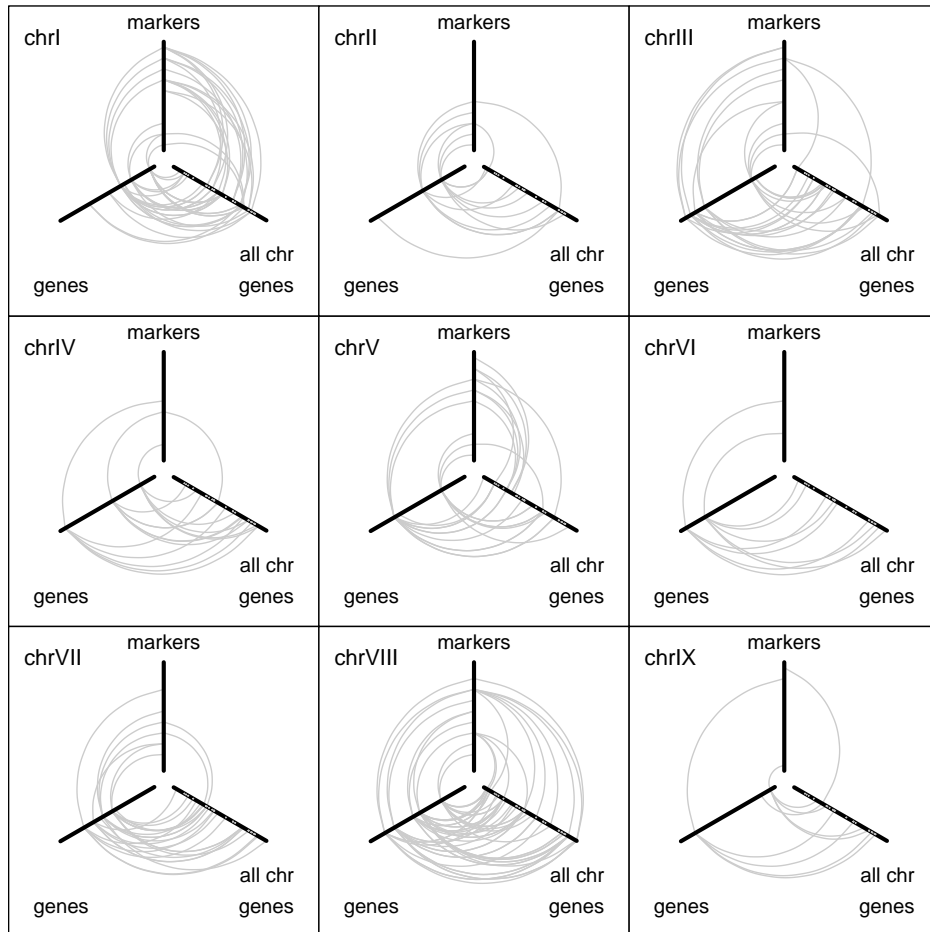 markers
chrI
all chr
genes
genes
markers
chrII
all chr
genes
genes
markers
chrIII
all chr
genes
genes
markers
chrIV
all chr
genes
genes
markers
chrV
all chr
genes
genes
markers
chrVI
all chr
genes
genes
markers
chrVII
all chr
genes
genes
markers
chrVIII
all chr
genes
genes
markers
chrIX
all chr
genes
genes